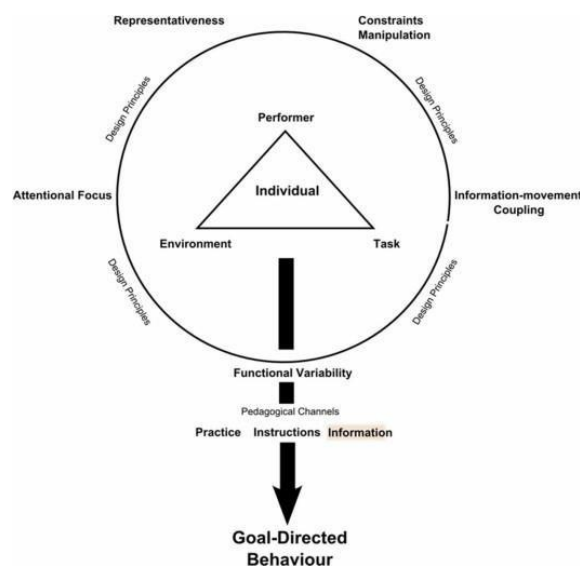 Representativeness
Constraints
Manipulation
Design Principles
Design Principles
Performer
Individual
Attentional Focus
Information-movement
Coupling
Environment
Task
Design Principles
Design Principles
Functional Variability
Pedagogical Channels
Practice Instructions Information
Goal-Directed
Behaviour